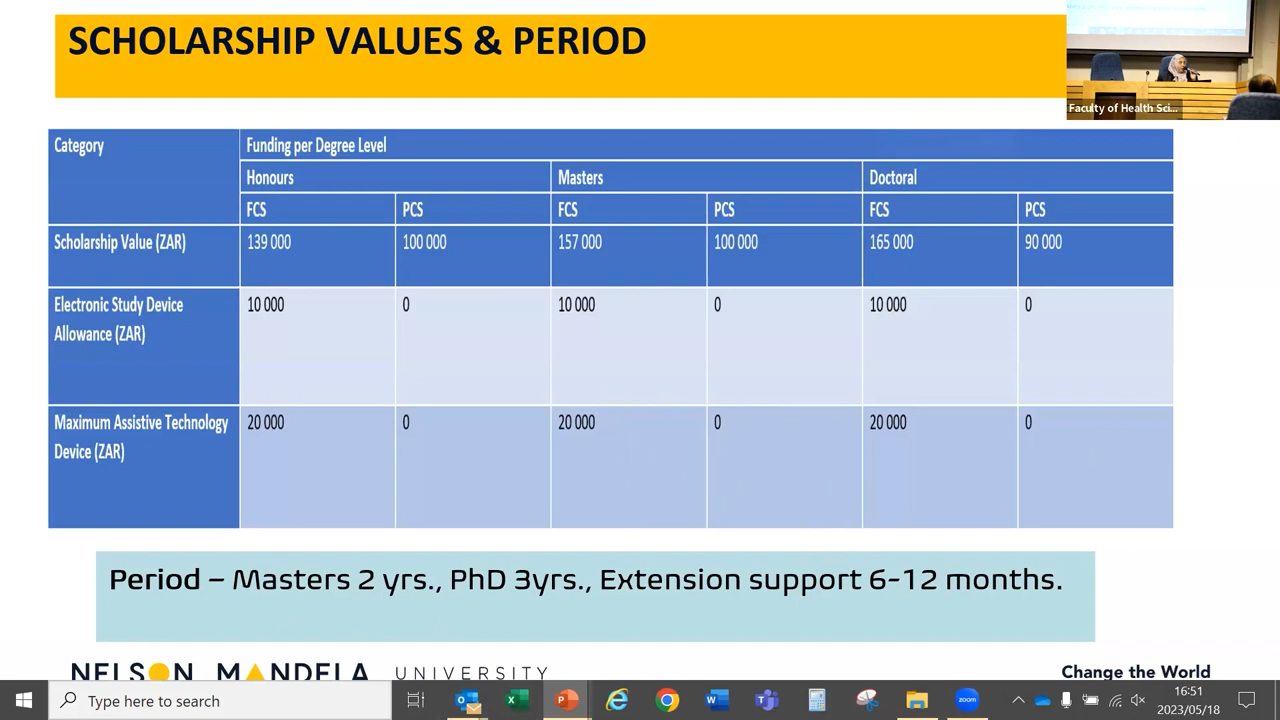 SCHOLARSHIP VALUES & PERIOD
Faculty of Health Sci...
Category
Funding per Degree Level
Honours
Masters
Doctoral
FCS
PCS
FCS
PCS
FCS
PCS
Scholarship Value (ZAR)
139 000
100 000
157 000
100 000
165 000
90 000
Electronic Study Device
Allowance (ZAR)
10 000
0
10 000
0
10 000
0
Maximum Assistive Technology
Device (ZAR)
20 000
0
20 000
0
20 000
0
Period – Masters 2 yrs., PhD 3yrs., Extension support 6-12 months.
NELSON MANDELA UNIVERSITY
Change the World
Type here to search
16:51
2023/05/18